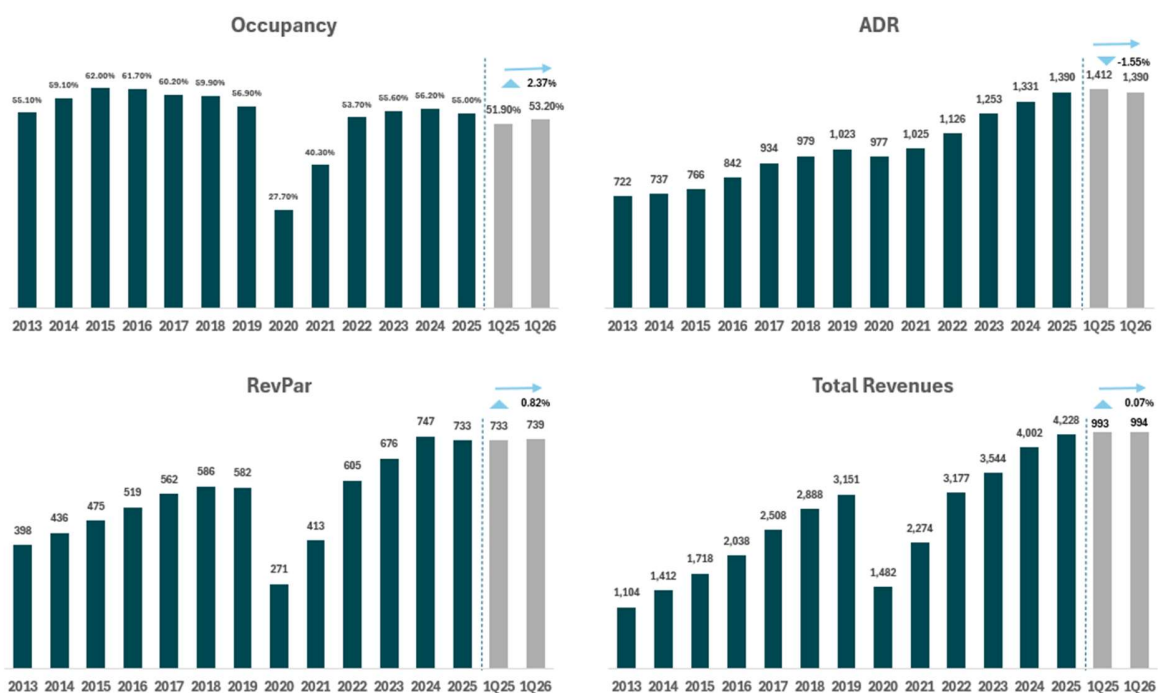 Occupancy
2.37%
55.10% 59.10% 62.00% 61.70% 60.20% 59.90% 56.90% 27.70% 40.30% 53.70% 55.60% 56.20% 55.00% 51.90% 53.20%
2013 2014 2015 2016 2017 2018 2019 2020 2021 2022 2023 2024 2025 1Q25 1Q26
ADR
-1.55%
722 737 766 842 934 979 1,023 977 1,025 1,126 1,253 1,331 1,390 1,412 1,390
2013 2014 2015 2016 2017 2018 2019 2020 2021 2022 2023 2024 2025 1Q25 1Q26
RevPar
0.82%
398 436 475 519 562 586 582 271 413 605 676 747 733 733 739
2013 2014 2015 2016 2017 2018 2019 2020 2021 2022 2023 2024 2025 1Q25 1Q26
Total Revenues
0.07%
1,104 1,412 1,718 2,038 2,508 2,888 3,151 1,482 2,274 3,177 3,544 4,002 4,228 993 994
2013 2014 2015 2016 2017 2018 2019 2020 2021 2022 2023 2024 2025 1Q25 1Q26